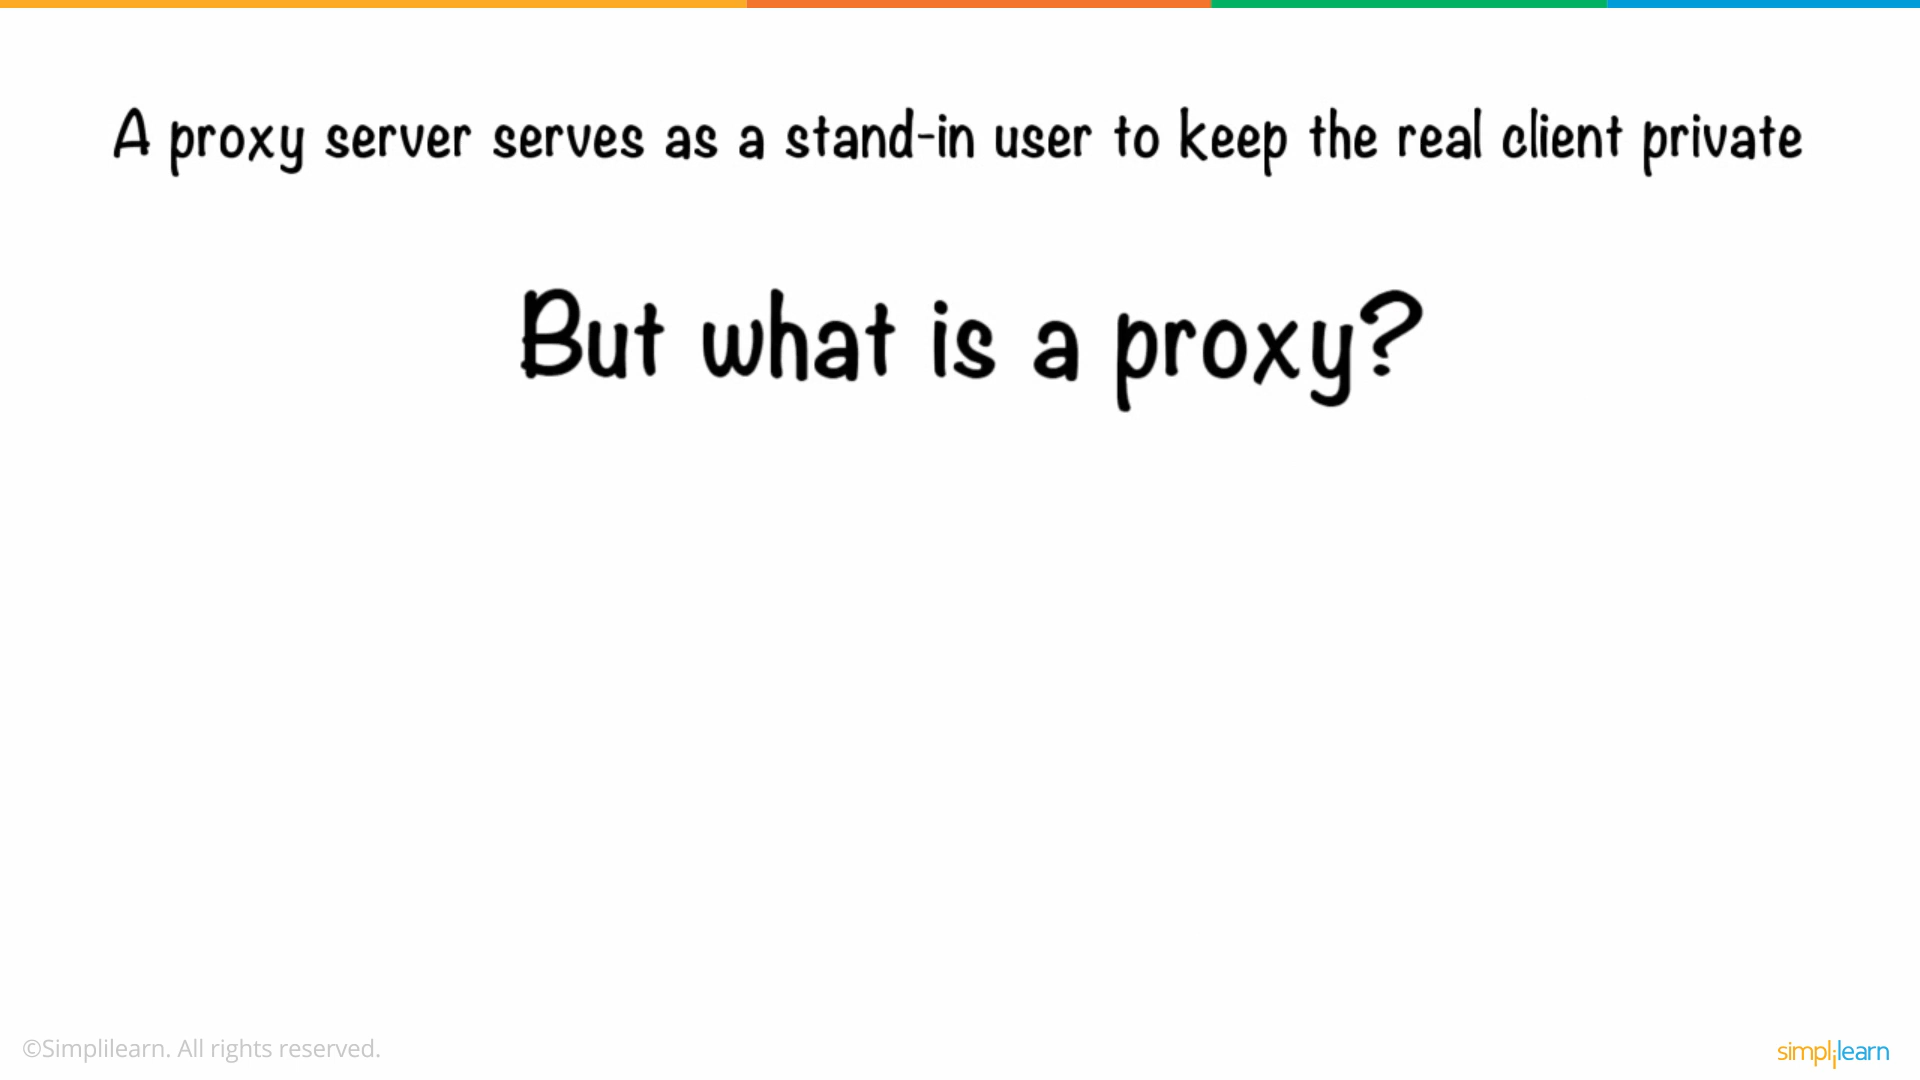 A proxy server serves as a stand-in user to keep the real client private
But what is a proxy?
©Simplilearn. All rights reserved.
simplilearn